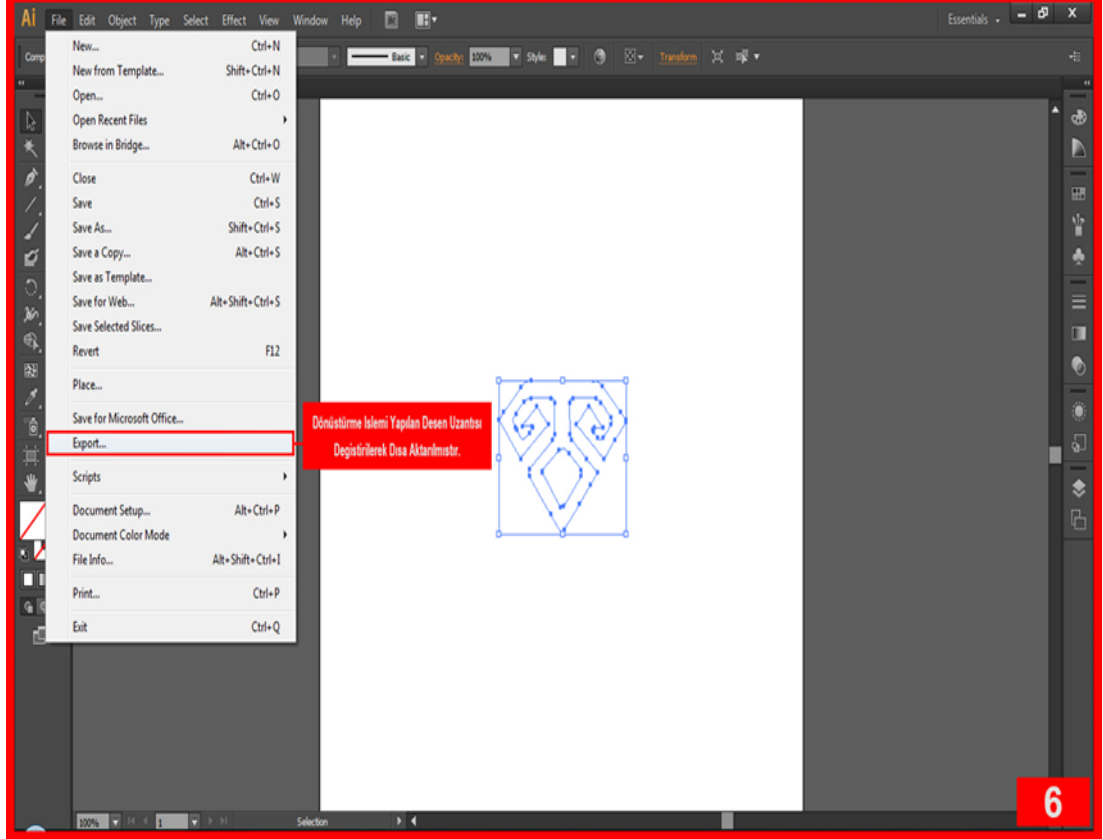 Ai File Edit Object Type Select Effect View Window Help Essentials
Comp Basic Opacity: 100% Style: Transform
New... Ctrl+N
New from Template... Shift+Ctrl+N
Open... Ctrl+O
Open Recent Files
Browse in Bridge... Alt+Ctrl+O
Close Ctrl+W
Save Ctrl+S
Save As... Shift+Ctrl+S
Save a Copy... Alt+Ctrl+S
Save as Template...
Save for Web... Alt+Shift+Ctrl+S
Save Selected Slices...
Revert F12
Place...
Save for Microsoft Office...
Export...
Dönüstürme Islemi Yapılan Desen Uzantısı
Degistirilerek Dısa Aktarılmıstır.
Scripts
Document Setup... Alt+Ctrl+P
Document Color Mode
File Info... Alt+Shift+Ctrl+I
Print... Ctrl+P
Exit Ctrl+Q
6
100% 1 Selection